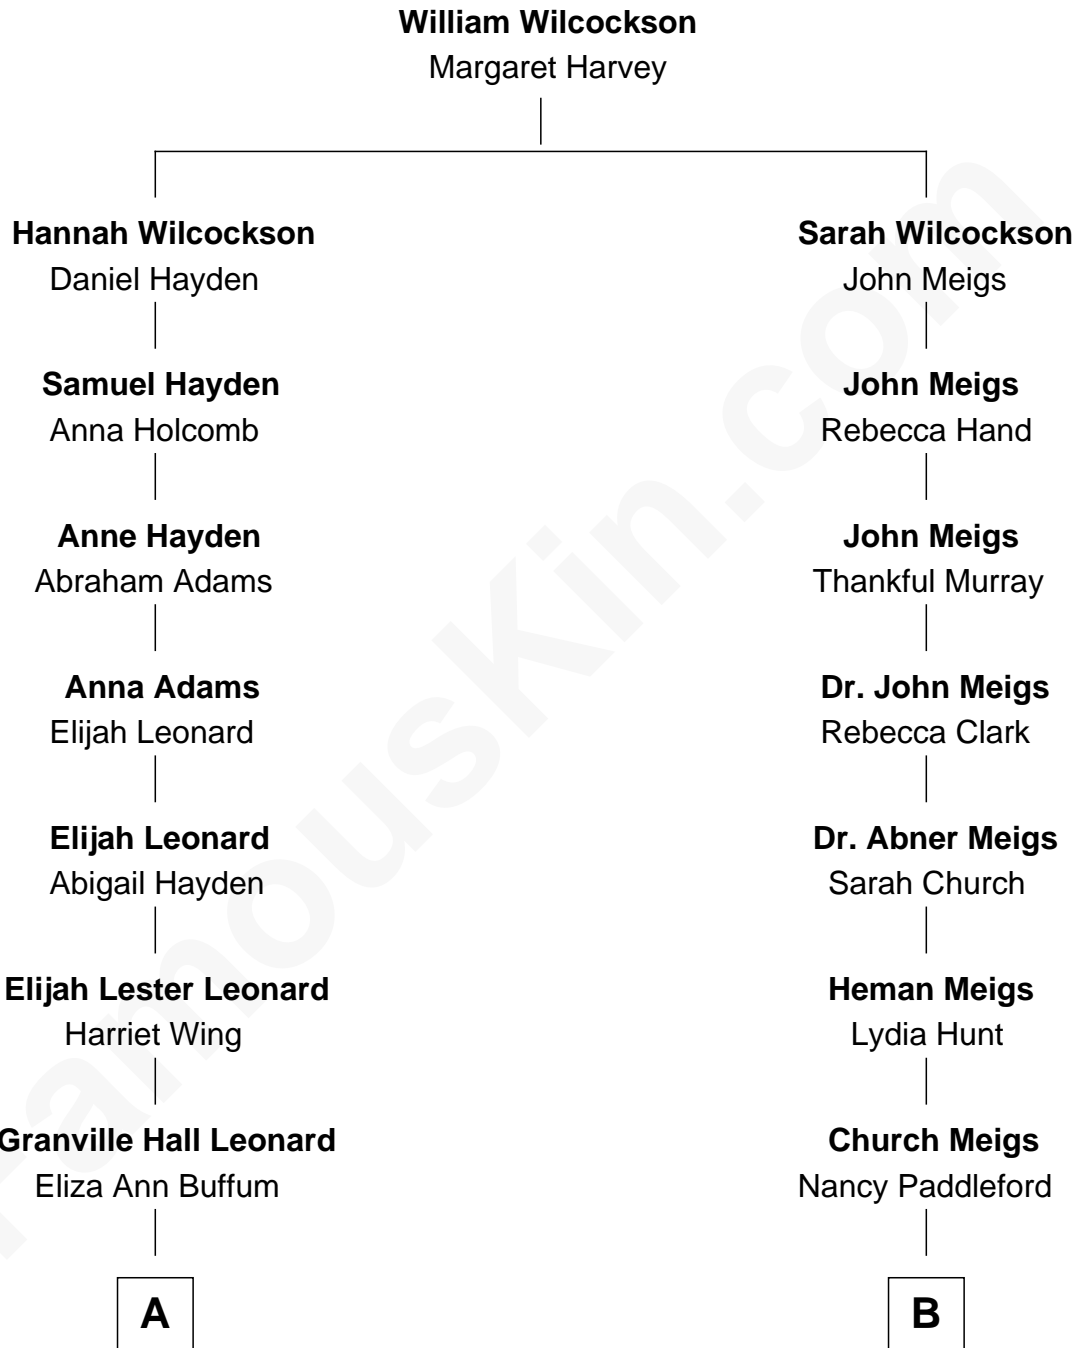 William Wilcockson
Margaret Harvey
Hannah Wilcockson
Daniel Hayden
Sarah Wilcockson
John Meigs
Samuel Hayden
Anna Holcomb
John Meigs
Rebecca Hand
Anne Hayden
Abraham Adams
John Meigs
Thankful Murray
Anna Adams
Elijah Leonard
Dr. John Meigs
Rebecca Clark
Elijah Leonard
Abigail Hayden
Dr. Abner Meigs
Sarah Church
Elijah Lester Leonard
Harriet Wing
Heman Meigs
Lydia Hunt
Granville Hall Leonard
Eliza Ann Buffum
Church Meigs
Nancy Paddleford
A
B
FamousKin.com